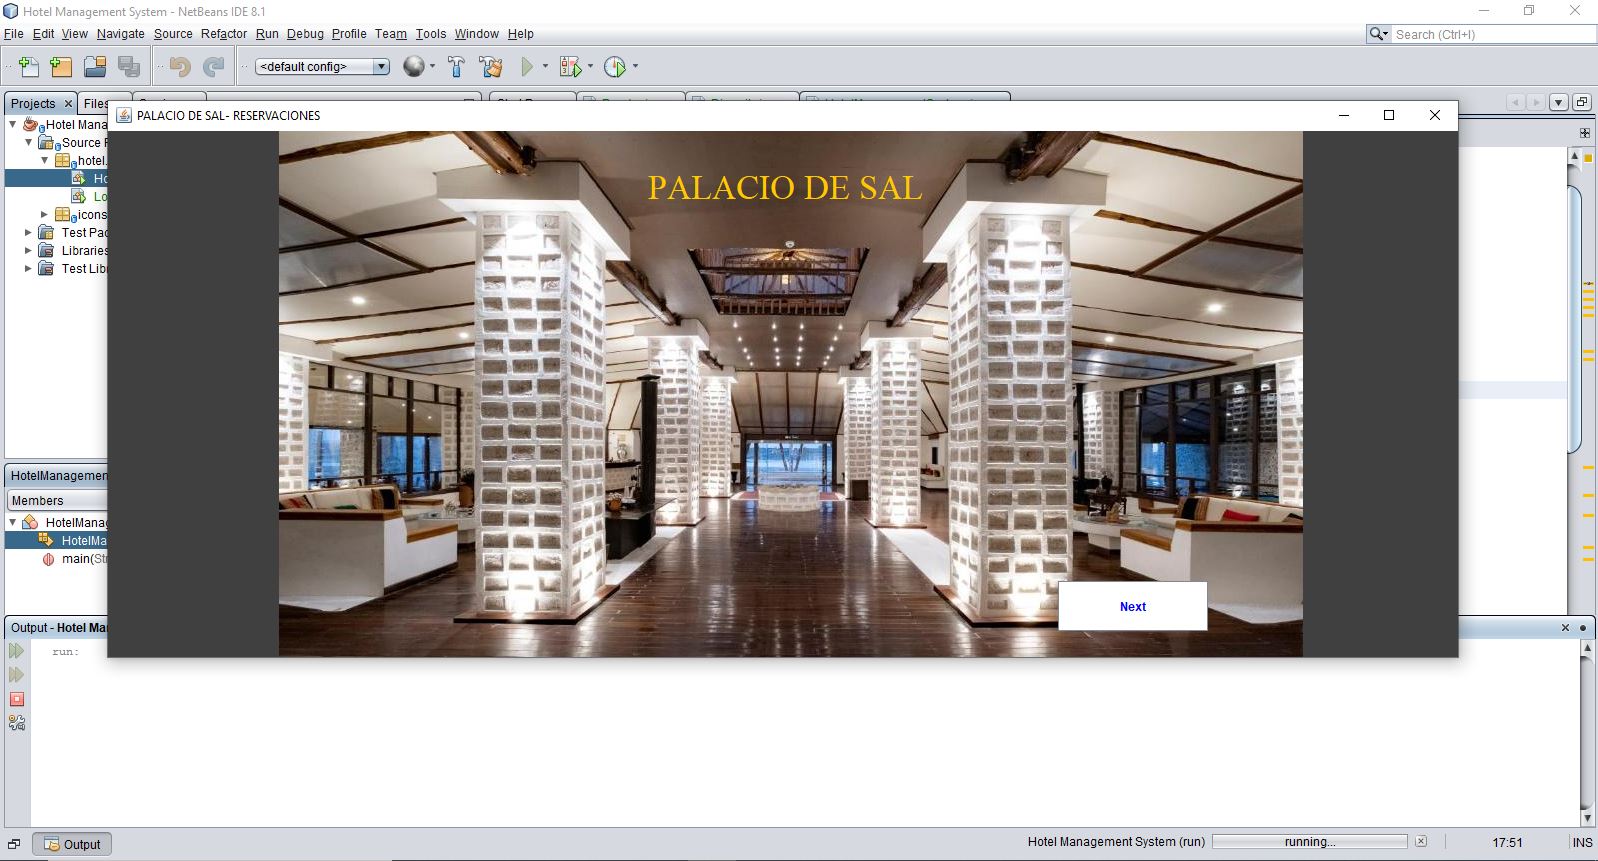 Hotel Management System - NetBeans IDE 8.1
File Edit View Navigate Source Refactor Run Debug Profile Team Tools Window Help
Search (Ctrl+I)
<default config>
Projects
Files
PALACIO DE SAL- RESERVACIONES
Hotel Mana
Source
hotel.
Ho
Lo
icons
Test Pac
Libraries
Test Lib
PALACIO DE SAL
HotelManagemen
Members
HotelManag
HotelMa
main(Str
Next
Output - Hotel Ma
run:
Output
Hotel Management System (run)
running...
17:51
INS